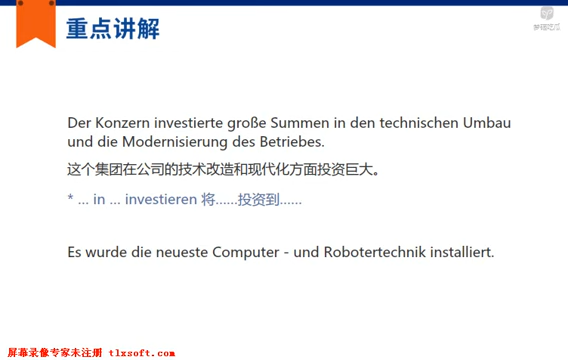 重点讲解
Der Konzern investierte große Summen in den technischen Umbau
und die Modernisierung des Betriebes.
这个集团在公司的技术改造和现代化方面投资巨大。
* ... in ... investieren 将……投资到……
Es wurde die neueste Computer - und Robotertechnik installiert.
屏幕录像专家未注册 tlxsoft.com